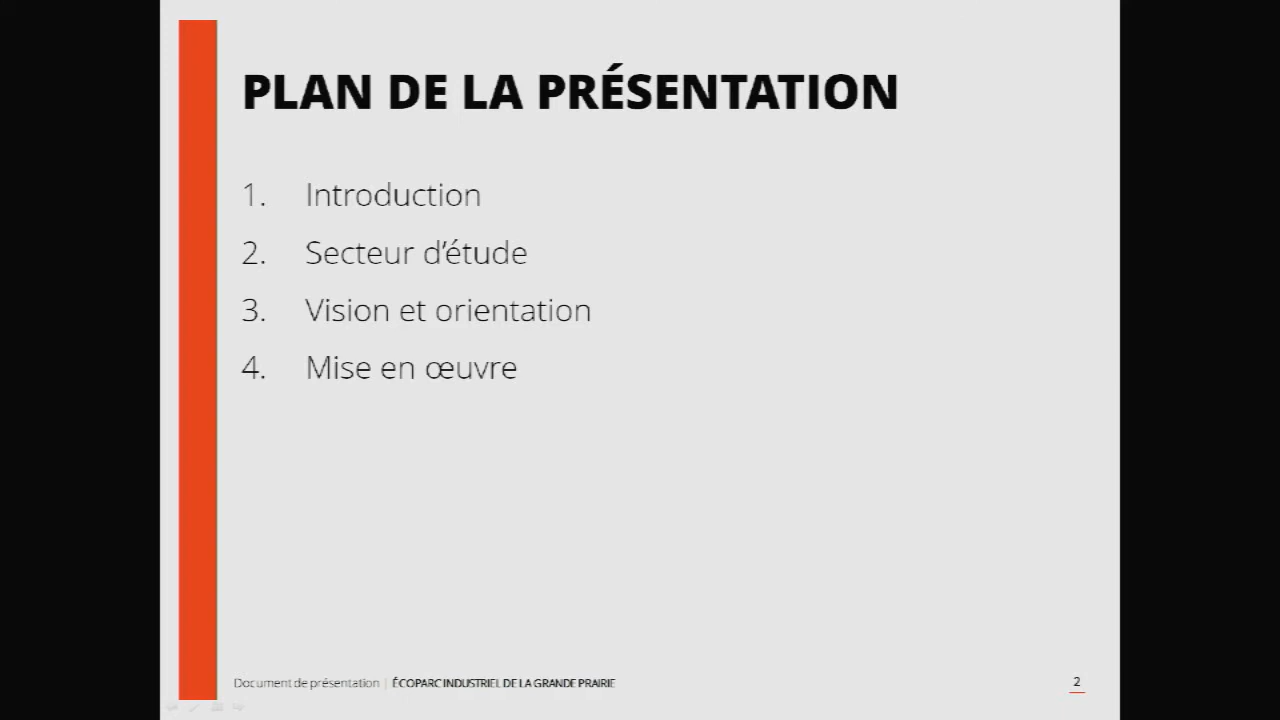 PLAN DE LA PRÉSENTATION
1. Introduction
2. Secteur d'étude
3. Vision et orientation
4. Mise en œuvre
Document de présentation | ÉCOPARC INDUSTRIEL DE LA GRANDE PRAIRIE
2